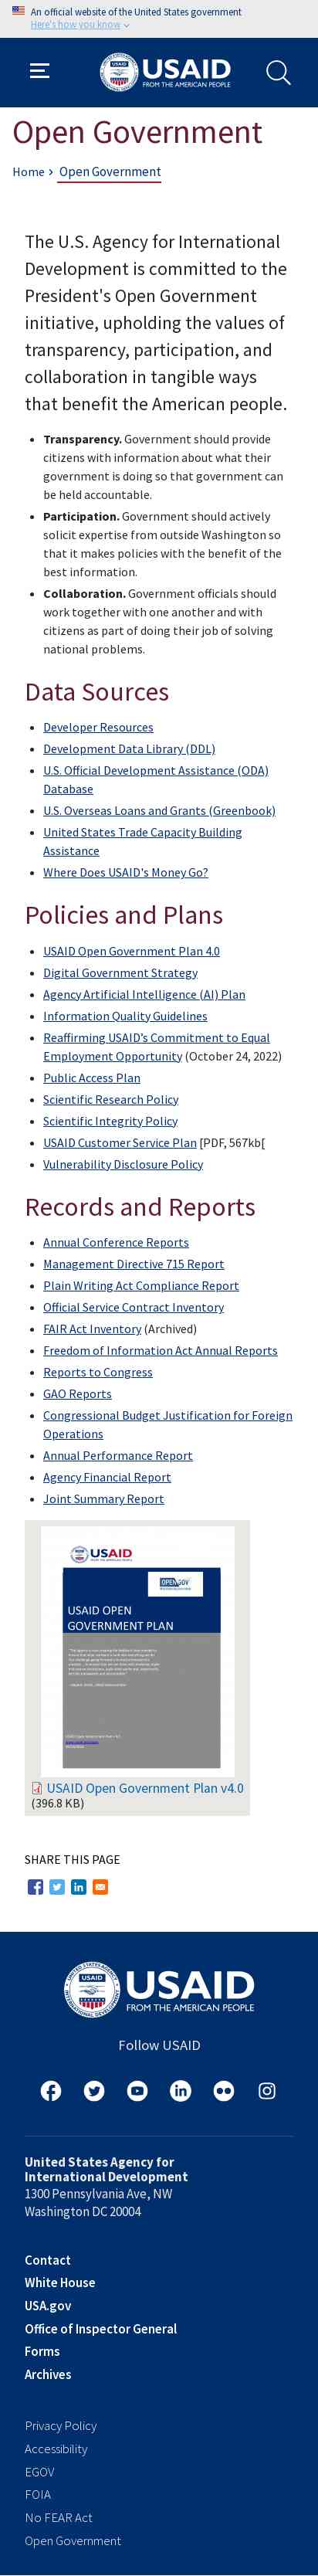 An official website of the United States government
Here's how you know
USAID
FROM THE AMERICAN PEOPLE
Open Government
Home › Open Government
The U.S. Agency for International
Development is committed to the
President's Open Government
initiative, upholding the values of
transparency, participation, and
collaboration in tangible ways
that benefit the American people.
Transparency. Government should provide
citizens with information about what their
government is doing so that government can
be held accountable.
Participation. Government should actively
solicit expertise from outside Washington so
that it makes policies with the benefit of the
best information.
Collaboration. Government officials should
work together with one another and with
citizens as part of doing their job of solving
national problems.
Data Sources
Developer Resources
Development Data Library (DDL)
U.S. Official Development Assistance (ODA)
Database
U.S. Overseas Loans and Grants (Greenbook)
United States Trade Capacity Building
Assistance
Where Does USAID's Money Go?
Policies and Plans
USAID Open Government Plan 4.0
Digital Government Strategy
Agency Artificial Intelligence (AI) Plan
Information Quality Guidelines
Reaffirming USAID’s Commitment to Equal
Employment Opportunity (October 24, 2022)
Public Access Plan
Scientific Research Policy
Scientific Integrity Policy
USAID Customer Service Plan [PDF, 567kb[
Vulnerability Disclosure Policy
Records and Reports
Annual Conference Reports
Management Directive 715 Report
Plain Writing Act Compliance Report
Official Service Contract Inventory
FAIR Act Inventory (Archived)
Freedom of Information Act Annual Reports
Reports to Congress
GAO Reports
Congressional Budget Justification for Foreign
Operations
Annual Performance Report
Agency Financial Report
Joint Summary Report
USAID
OPENGOV
USAID OPEN
GOVERNMENT PLAN
USAID Open Government Plan v4.0
(396.8 KB)
SHARE THIS PAGE
USAID
FROM THE AMERICAN PEOPLE
Follow USAID
United States Agency for
International Development
1300 Pennsylvania Ave, NW
Washington DC 20004
Contact
White House
USA.gov
Office of Inspector General
Forms
Archives
Privacy Policy
Accessibility
EGOV
FOIA
No FEAR Act
Open Government